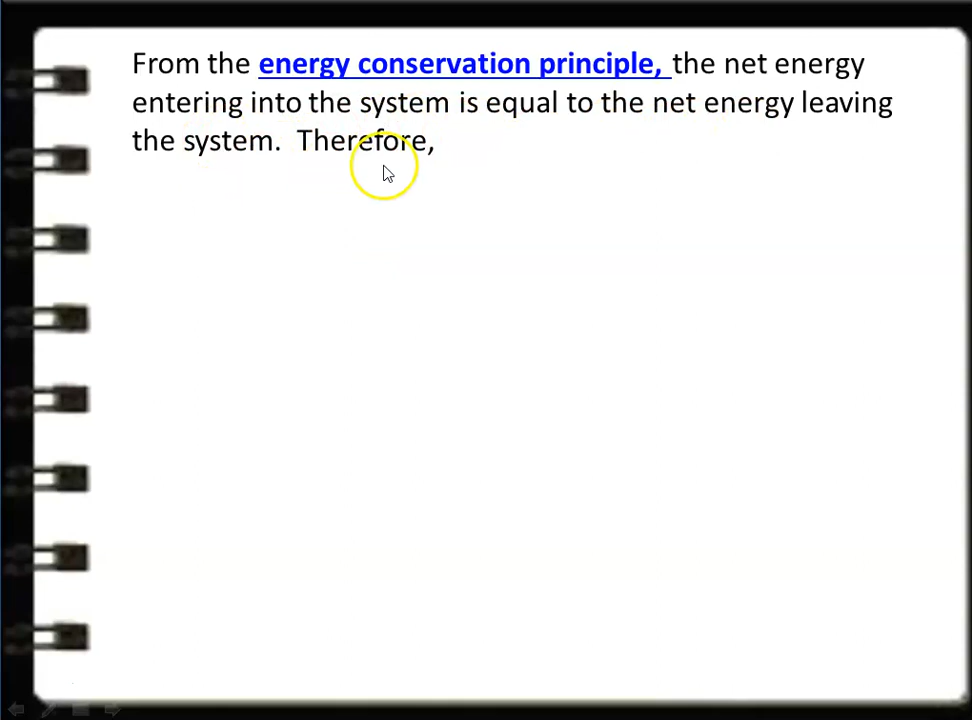 From the energy conservation principle, the net energy
entering into the system is equal to the net energy leaving
the system.  Therefore,